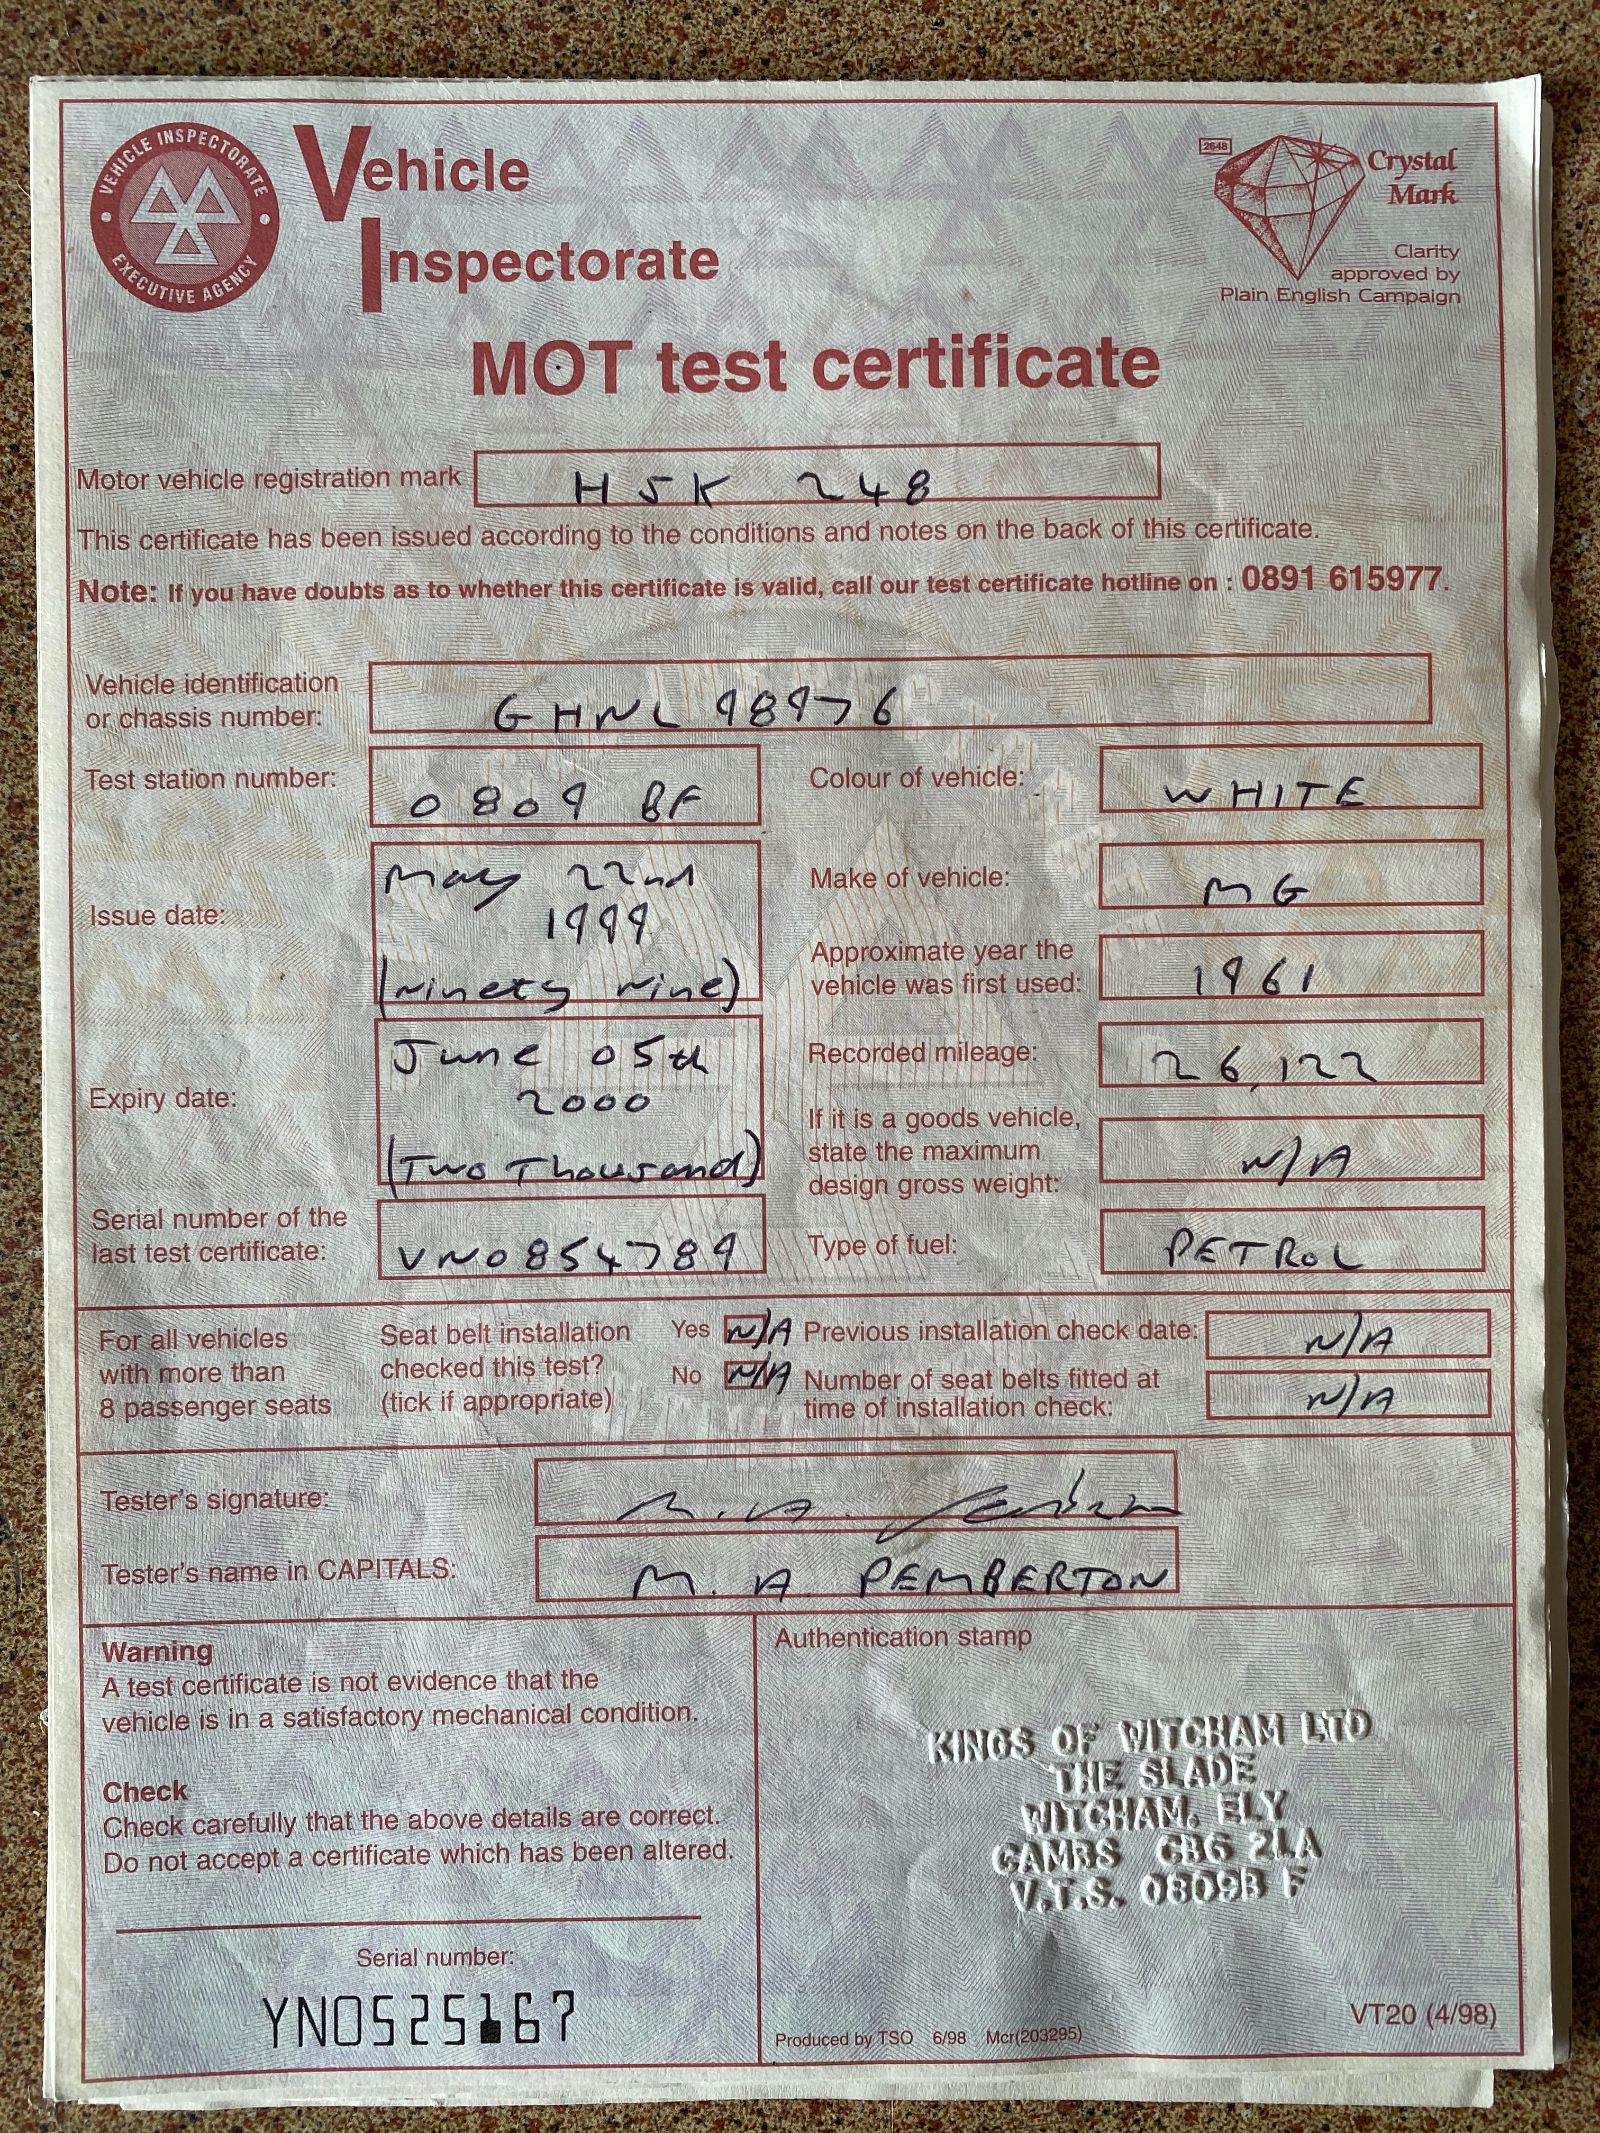 VEHICLE INSPECTORATE
EXECUTIVE AGENCY
Vehicle
Inspectorate
2648
Crystal
Mark
Clarity
approved by
Plain English Campaign
MOT test certificate
Motor vehicle registration mark HSK 248
This certificate has been issued according to the conditions and notes on the back of this certificate.
Note: If you have doubts as to whether this certificate is valid, call our test certificate hotline on : 0891 615977.
Vehicle identification
or chassis number: GHNL 98976
Test station number: 0809 BF
Colour of vehicle: WHITE
Issue date: May 22nd
1999
(ninety nine)
Make of vehicle: MG
Approximate year the
vehicle was first used: 1961
Expiry date: June 05th
2000
(Two Thousand)
Recorded mileage: 26,122
If it is a goods vehicle,
state the maximum
design gross weight: N/A
Serial number of the
last test certificate: VN0854789
Type of fuel: PETROL
For all vehicles
with more than
8 passenger seats
Seat belt installation
checked this test?
(tick if appropriate)
Yes N/A
No N/A
Previous installation check date: N/A
Number of seat belts fitted at
time of installation check: N/A
Tester's signature: M. A. Pemberton
Tester's name in CAPITALS: M. A PEMBERTON
Warning
A test certificate is not evidence that the
vehicle is in a satisfactory mechanical condition.
Check
Check carefully that the above details are correct.
Do not accept a certificate which has been altered.
Serial number:
YN0525167
Authentication stamp
KINGS OF WITCHAM LTD
THE SLADE
WITCHAM, ELY
CAMBS CB6 2LA
V.T.S. 0809B F
Produced by TSO 6/98 Mcr(203295)
VT20 (4/98)